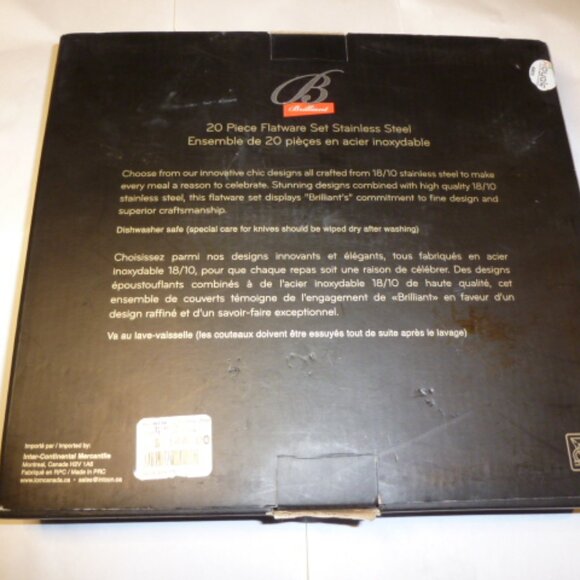 B
Brilliant
20 Piece Flatware Set Stainless Steel
Ensemble de 20 pièces en acier inoxydable
Choose from our innovative chic designs all crafted from 18/10 stainless steel to make
every meal a reason to celebrate. Stunning designs combined with high quality 18/10
stainless steel, this flatware set displays "Brilliant's" commitment to fine design and
superior craftsmanship.
Dishwasher safe (special care for knives should be wiped dry after washing)
Choisissez parmi nos designs innovants et élégants, tous fabriqués en acier
inoxydable 18/10, pour que chaque repas soit une raison de célébrer. Des designs
époustouflants combinés à de l'acier inoxydable 18/10 de haute qualité, cet
ensemble de couverts témoigne de l'engagement de «Brilliant» en faveur d'un
design raffiné et d'un savoir-faire exceptionnel.
Va au lave-vaisselle (les couteaux doivent être essuyés tout de suite après le lavage)
Importé par / Imported by:
Inter-Continental Mercantile
Montreal, Canada H2V 1A6
Fabriqué en RPC / Made in PRC